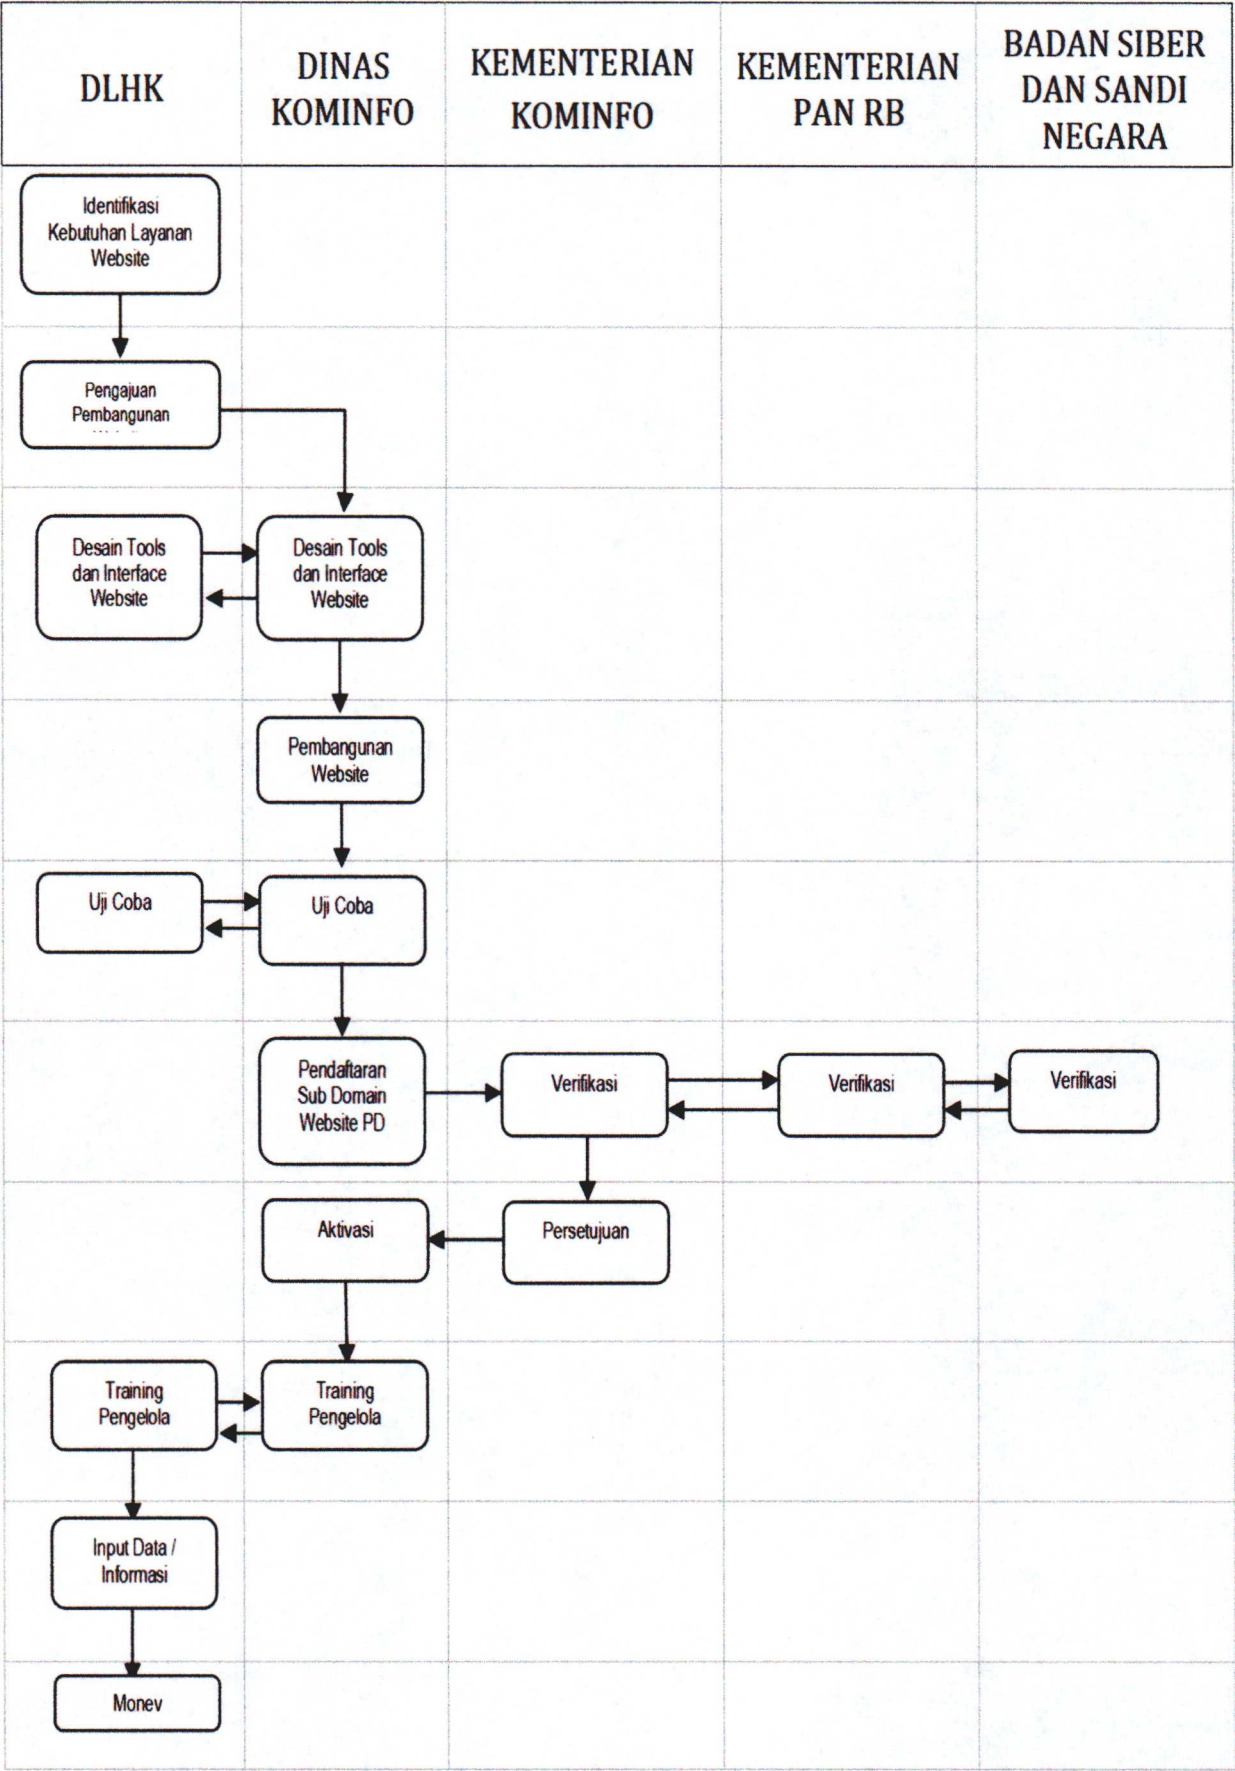 DLHK
DINAS
KOMINFO
KEMENTERIAN
KOMINFO
KEMENTERIAN
PAN RB
BADAN SIBER
DAN SANDI
NEGARA
Identifikasi
Kebutuhan Layanan
Website
Pengajuan
Pembangunan
Desain Tools
dan Interface
Website
Desain Tools
dan Interface
Website
Pembangunan
Website
Uji Coba
Uji Coba
Pendaftaran
Sub Domain
Website PD
Verifikasi
Verifikasi
Verifikasi
Aktivasi
Persetujuan
Training
Pengelola
Training
Pengelola
Input Data /
Informasi
Monev